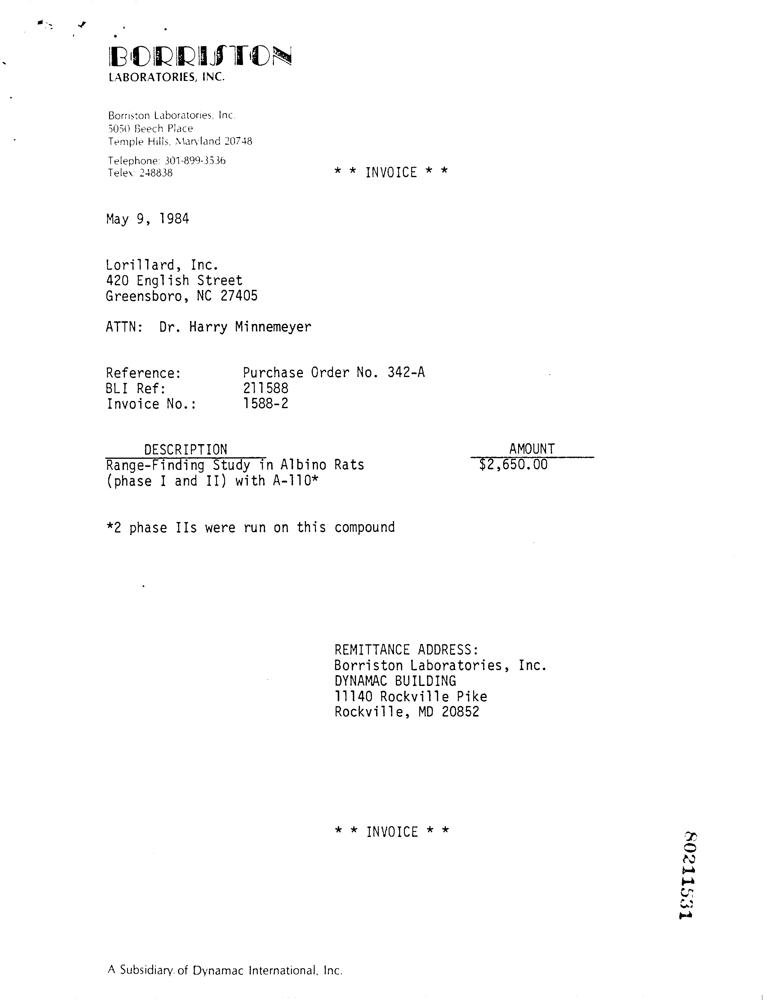 BORRISTON
LABORATORIES, INC.
Borriston Laboratories, Inc.
5050 Beech Place
Temple Hills, Maryland 20748
Telephone: 301-899-3536
Telex: 248838
* * INVOICE * *
May 9, 1984
Lorillard, Inc.
420 English Street
Greensboro, NC 27405
ATTN: Dr. Harry Minnemeyer
Reference: Purchase Order No. 342-A
BLI Ref: 211588
Invoice No.: 1588-2
DESCRIPTION AMOUNT
Range-Finding Study in Albino Rats $2,650.00
(phase I and II) with A-110*
*2 phase IIs were run on this compound
REMITTANCE ADDRESS:
Borriston Laboratories, Inc.
DYNAMAC BUILDING
11140 Rockville Pike
Rockville, MD 20852
* * INVOICE * *
80211531
A Subsidiary of Dynamac International, Inc.